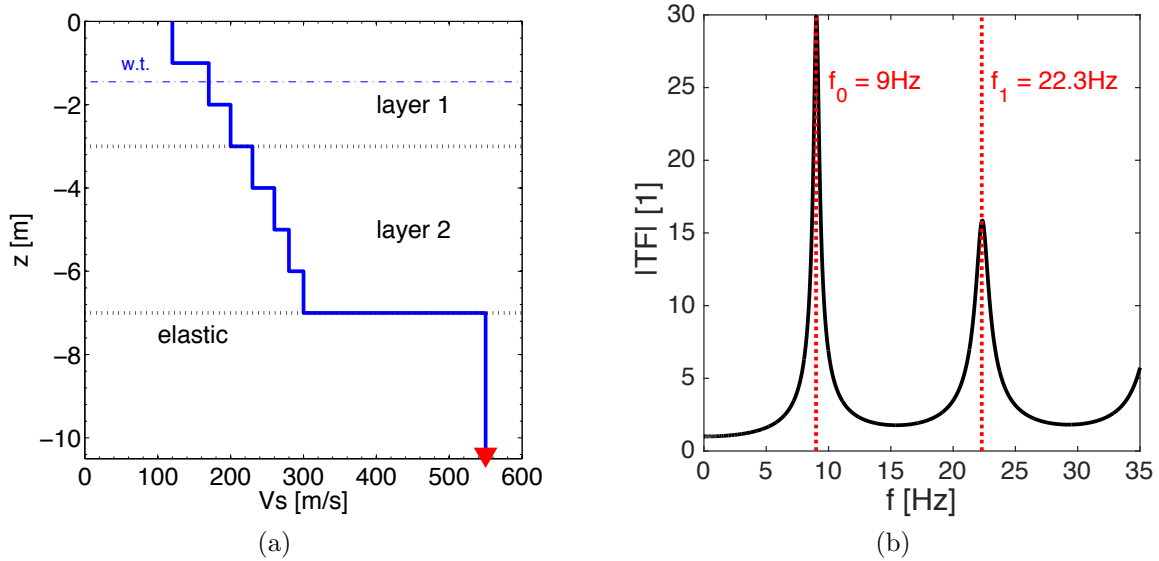 0
-2
-4
-6
-8
-10
z [m]
w.t.
layer 1
layer 2
elastic
0 100 200 300 400 500 600
Vs [m/s]
(a)
30
25
20
15
10
5
0
|TF| [1]
f_0 = 9Hz
f_1 = 22.3Hz
0 5 10 15 20 25 30 35
f [Hz]
(b)